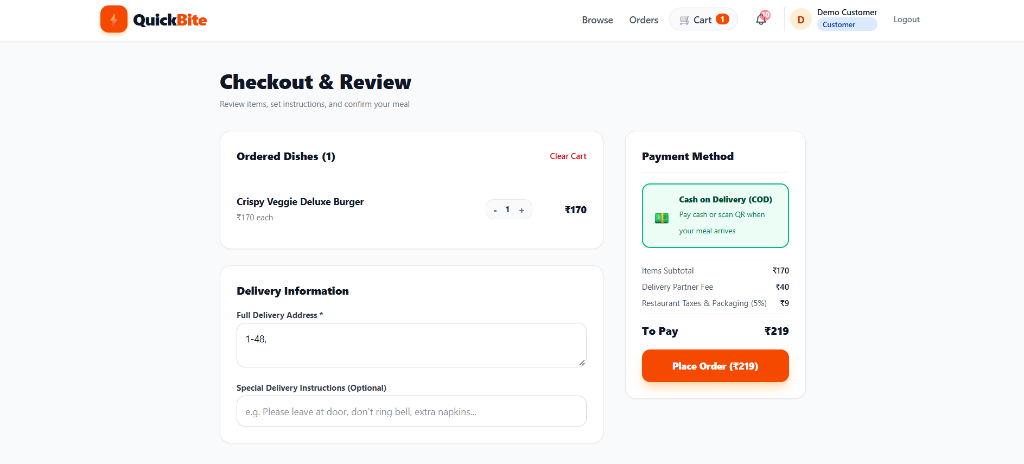 QuickBite
Browse
Orders
Cart 1
10
D
Demo Customer
Customer
Logout
Checkout & Review
Review items, set instructions, and confirm your meal
Ordered Dishes (1)
Clear Cart
Crispy Veggie Deluxe Burger
₹170 each
- 1 +
₹170
Delivery Information
Full Delivery Address *
1-48,
Special Delivery Instructions (Optional)
e.g. Please leave at door, don't ring bell, extra napkins...
Payment Method
Cash on Delivery (COD)
Pay cash or scan QR when
your meal arrives
Items Subtotal ₹170
Delivery Partner Fee ₹40
Restaurant Taxes & Packaging (5%) ₹9
To Pay ₹219
Place Order (₹219)